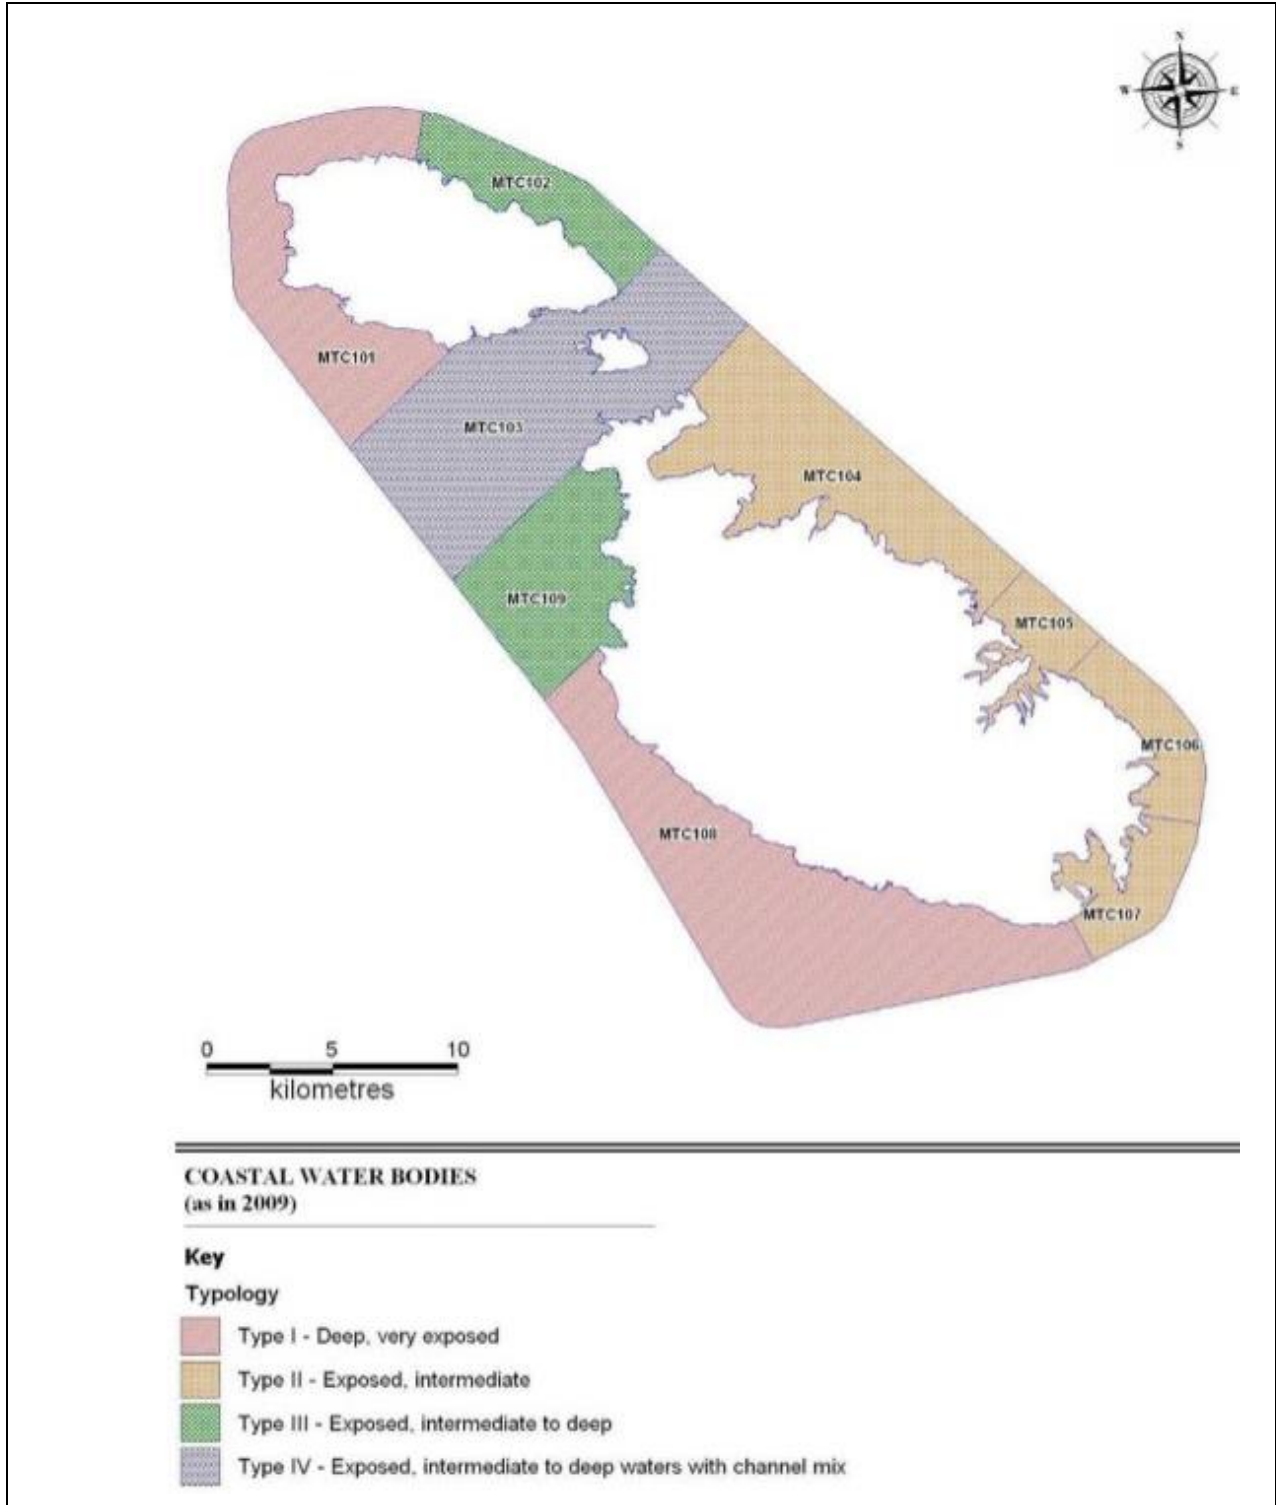 N
W E
S
MTC102
MTC101
MTC103
MTC104
MTC109
MTC105
MTC106
MTC108
MTC107
0 5 10
kilometres
COASTAL WATER BODIES
(as in 2009)
Key
Typology
Type I - Deep, very exposed
Type II - Exposed, intermediate
Type III - Exposed, intermediate to deep
Type IV - Exposed, intermediate to deep waters with channel mix